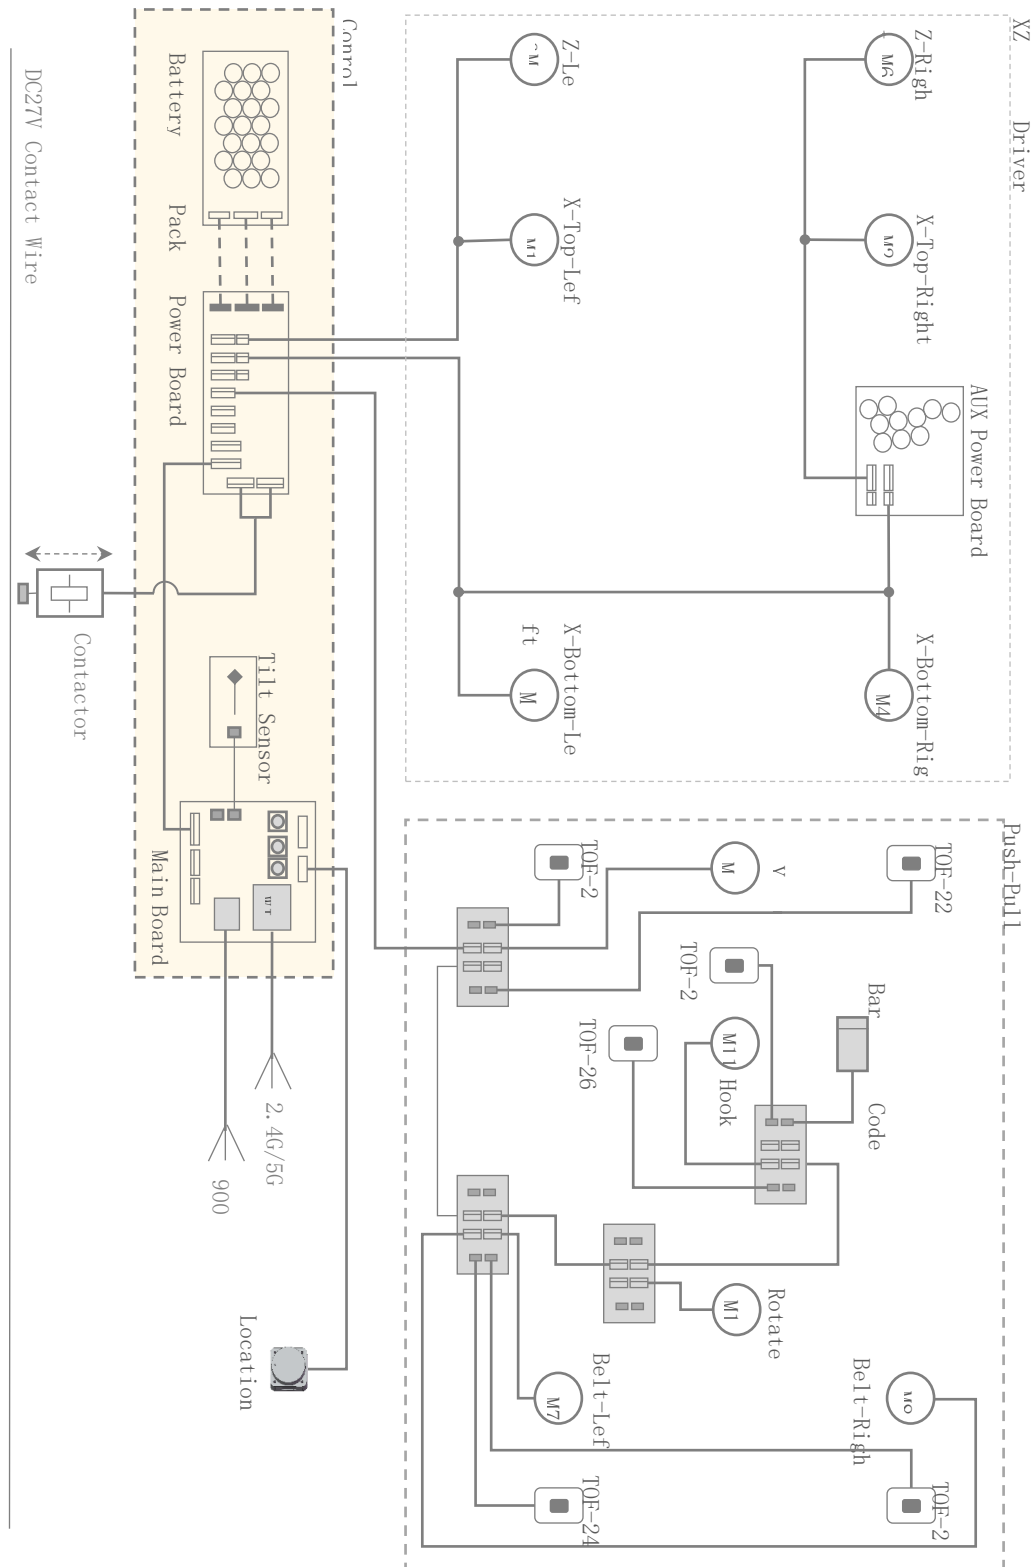 XZ Driver
Z-Righ
M6
X-Top-Right
AUX Power Board
X-Bottom-Rig
M4
Z-Le
X-Top-Lef
M1
X-Bottom-Le
ft
M
Conrol
Battery Pack
Power Board
Tilt Sensor
Main Board
DC27V Contact Wire
Contactor
2.4G/5G
900
Location
Push-Pull
TOF-22
TOF-2
M
TOF-2
Bar Code
M11
Hook
TOF-26
Rotate
M1
Belt-Righ
Belt-Lef
M7
TOF-2
TOF-24